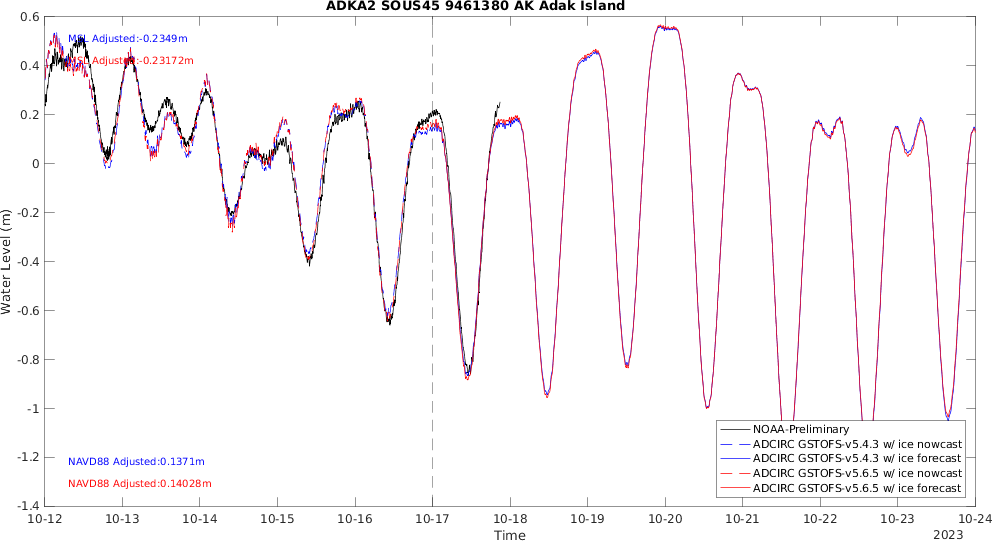 ADKA2 SOUS45 9461380 AK Adak Island
0.6
0.4
0.2
0
-0.2
-0.4
-0.6
-0.8
-1
-1.2
-1.4
Water Level (m)
MSL Adjusted:-0.2349m
MSL Adjusted:-0.23172m
NAVD88 Adjusted:0.1371m
NAVD88 Adjusted:0.14028m
NOAA-Preliminary
ADCIRC GSTOFS-v5.4.3 w/ ice nowcast
ADCIRC GSTOFS-v5.4.3 w/ ice forecast
ADCIRC GSTOFS-v5.6.5 w/ ice nowcast
ADCIRC GSTOFS-v5.6.5 w/ ice forecast
10-12 10-13 10-14 10-15 10-16 10-17 10-18 10-19 10-20 10-21 10-22 10-23 10-24
Time
2023